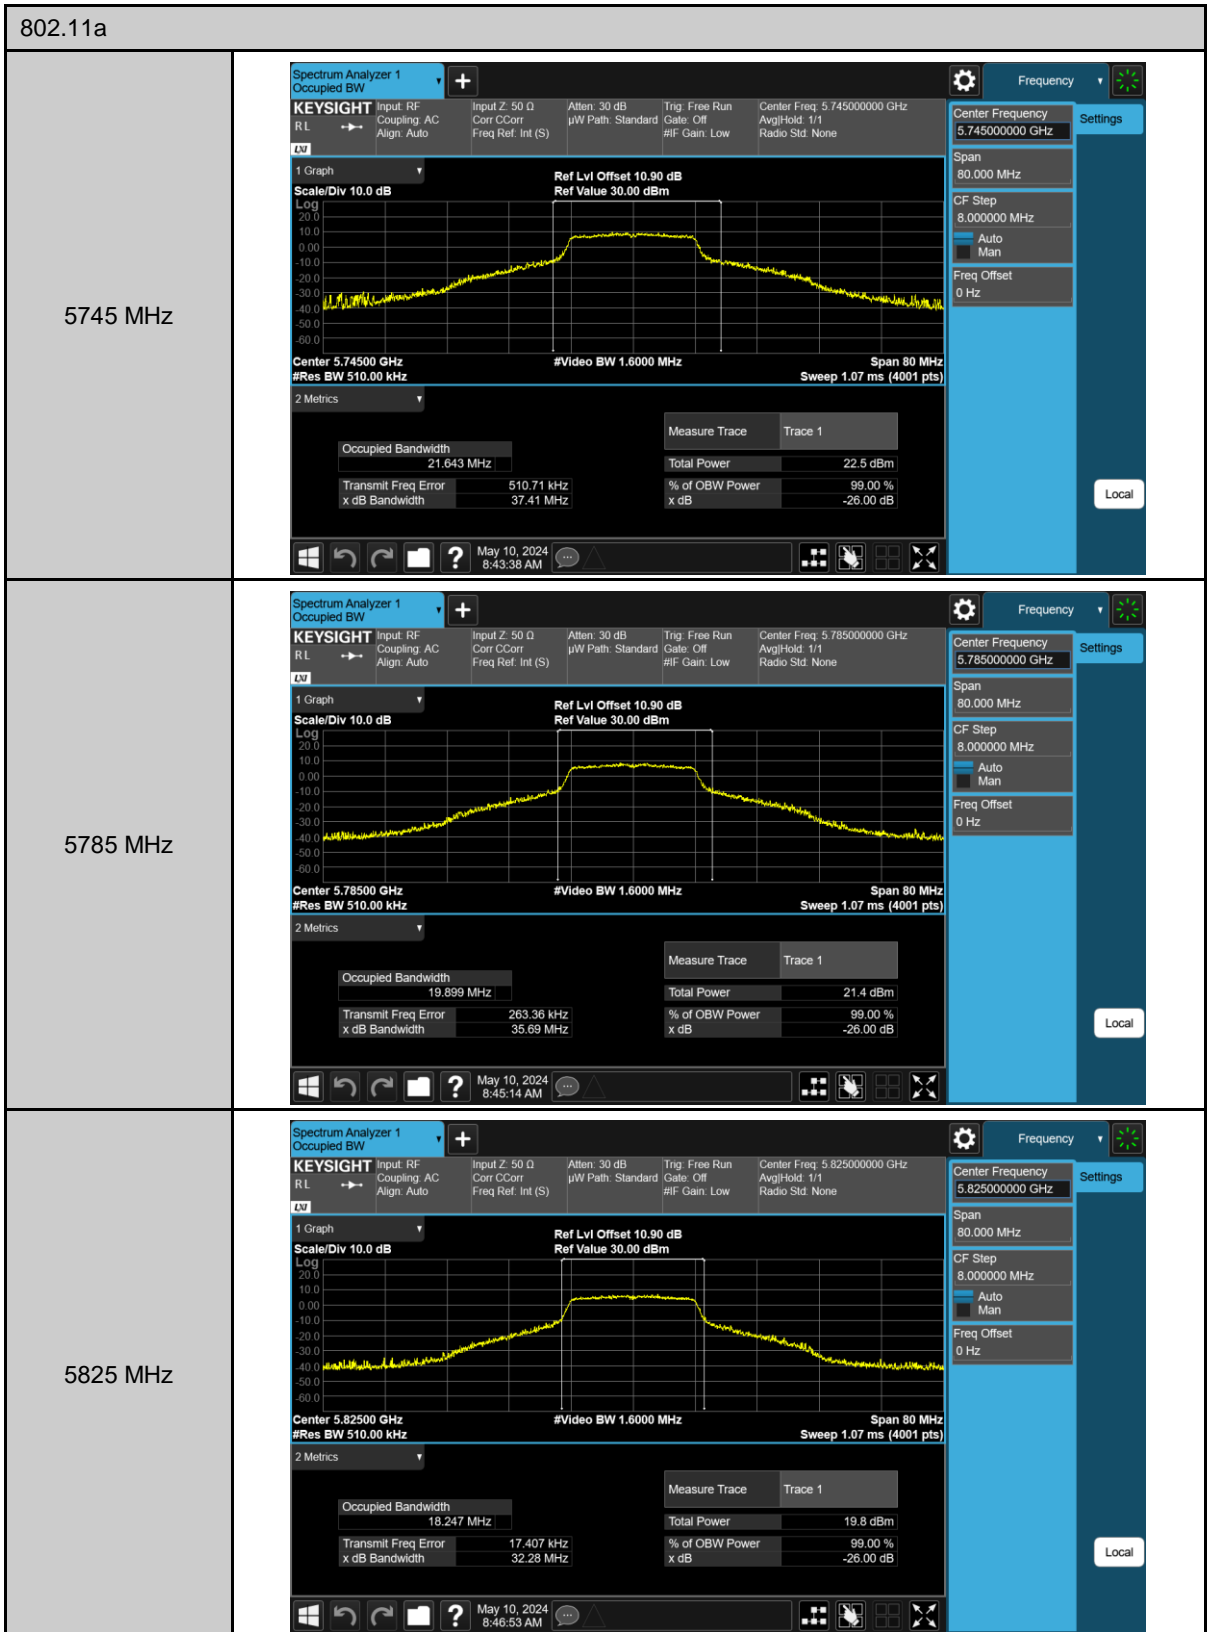 802.11a
5745 MHz
Spectrum Analyzer 1
Occupied BW
Frequency
KEYSIGHT
RL
LXI
Input: RF
Coupling: AC
Align: Auto
Input Z: 50 Ω
Corr CCorr
Freq Ref: Int (S)
Atten: 30 dB
µW Path: Standard
Trig: Free Run
Gate: Off
#IF Gain: Low
Center Freq: 5.745000000 GHz
Avg|Hold: 1/1
Radio Std: None
Center Frequency
5.745000000 GHz
Settings
Span
80.000 MHz
CF Step
8.000000 MHz
Auto
Man
Freq Offset
0 Hz
Local
1 Graph
Scale/Div 10.0 dB
Ref Lvl Offset 10.90 dB
Ref Value 30.00 dBm
Log
20.0
10.0
0.00
-10.0
-20.0
-30.0
-40.0
-50.0
-60.0
Center 5.74500 GHz
#Video BW 1.6000 MHz
Span 80 MHz
#Res BW 510.00 kHz
Sweep 1.07 ms (4001 pts)
2 Metrics
Measure Trace Trace 1
Occupied Bandwidth
21.643 MHz
Total Power 22.5 dBm
Transmit Freq Error 510.71 kHz
% of OBW Power 99.00 %
x dB Bandwidth 37.41 MHz
x dB -26.00 dB
May 10, 2024
8:43:38 AM
5785 MHz
Spectrum Analyzer 1
Occupied BW
Frequency
KEYSIGHT
RL
LXI
Input: RF
Coupling: AC
Align: Auto
Input Z: 50 Ω
Corr CCorr
Freq Ref: Int (S)
Atten: 30 dB
µW Path: Standard
Trig: Free Run
Gate: Off
#IF Gain: Low
Center Freq: 5.785000000 GHz
Avg|Hold: 1/1
Radio Std: None
Center Frequency
5.785000000 GHz
Settings
Span
80.000 MHz
CF Step
8.000000 MHz
Auto
Man
Freq Offset
0 Hz
Local
1 Graph
Scale/Div 10.0 dB
Ref Lvl Offset 10.90 dB
Ref Value 30.00 dBm
Log
20.0
10.0
0.00
-10.0
-20.0
-30.0
-40.0
-50.0
-60.0
Center 5.78500 GHz
#Video BW 1.6000 MHz
Span 80 MHz
#Res BW 510.00 kHz
Sweep 1.07 ms (4001 pts)
2 Metrics
Measure Trace Trace 1
Occupied Bandwidth
19.899 MHz
Total Power 21.4 dBm
Transmit Freq Error 263.36 kHz
% of OBW Power 99.00 %
x dB Bandwidth 35.69 MHz
x dB -26.00 dB
May 10, 2024
8:45:14 AM
5825 MHz
Spectrum Analyzer 1
Occupied BW
Frequency
KEYSIGHT
RL
LXI
Input: RF
Coupling: AC
Align: Auto
Input Z: 50 Ω
Corr CCorr
Freq Ref: Int (S)
Atten: 30 dB
µW Path: Standard
Trig: Free Run
Gate: Off
#IF Gain: Low
Center Freq: 5.825000000 GHz
Avg|Hold: 1/1
Radio Std: None
Center Frequency
5.825000000 GHz
Settings
Span
80.000 MHz
CF Step
8.000000 MHz
Auto
Man
Freq Offset
0 Hz
Local
1 Graph
Scale/Div 10.0 dB
Ref Lvl Offset 10.90 dB
Ref Value 30.00 dBm
Log
20.0
10.0
0.00
-10.0
-20.0
-30.0
-40.0
-50.0
-60.0
Center 5.82500 GHz
#Video BW 1.6000 MHz
Span 80 MHz
#Res BW 510.00 kHz
Sweep 1.07 ms (4001 pts)
2 Metrics
Measure Trace Trace 1
Occupied Bandwidth
18.247 MHz
Total Power 19.8 dBm
Transmit Freq Error 17.407 kHz
% of OBW Power 99.00 %
x dB Bandwidth 32.28 MHz
x dB -26.00 dB
May 10, 2024
8:46:53 AM